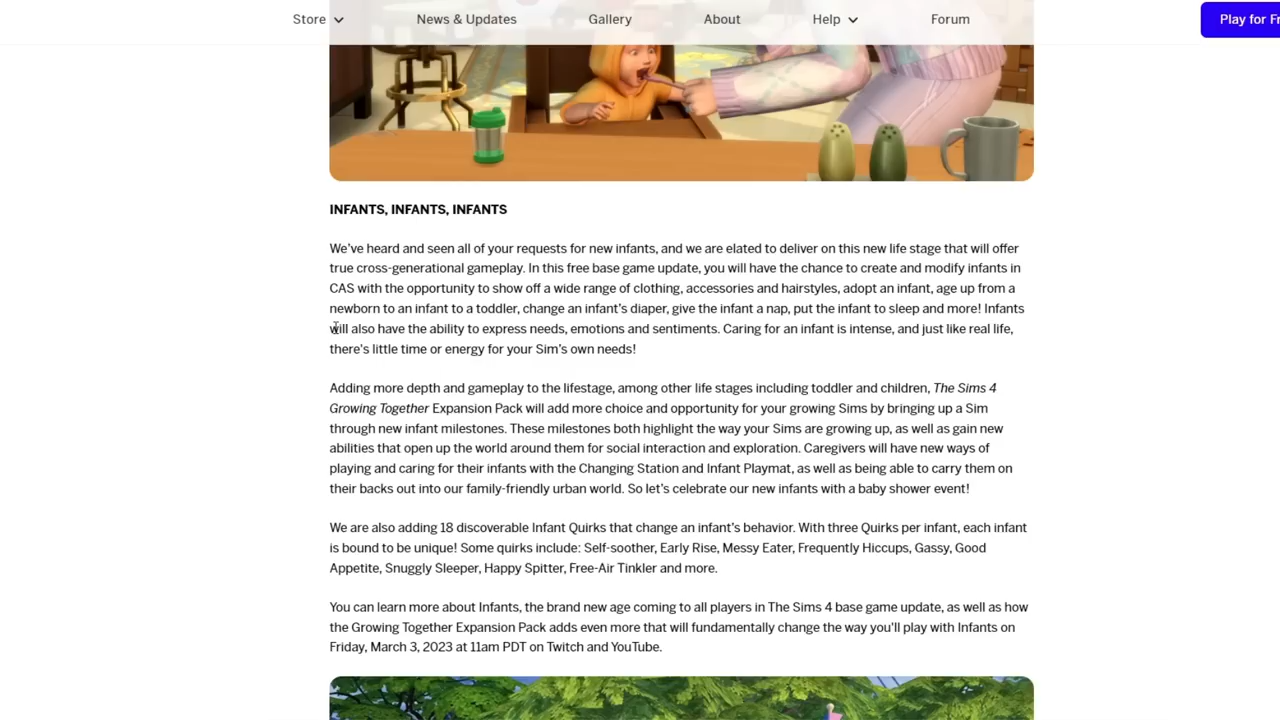 Store News & Updates Gallery About Help Forum Play for Fr
INFANTS, INFANTS, INFANTS
We've heard and seen all of your requests for new infants, and we are elated to deliver on this new life stage that will offer
true cross-generational gameplay. In this free base game update, you will have the chance to create and modify infants in
CAS with the opportunity to show off a wide range of clothing, accessories and hairstyles, adopt an infant, age up from a
newborn to an infant to a toddler, change an infant's diaper, give the infant a nap, put the infant to sleep and more! Infants
will also have the ability to express needs, emotions and sentiments. Caring for an infant is intense, and just like real life,
there's little time or energy for your Sim's own needs!
Adding more depth and gameplay to the lifestage, among other life stages including toddler and children, The Sims 4
Growing Together Expansion Pack will add more choice and opportunity for your growing Sims by bringing up a Sim
through new infant milestones. These milestones both highlight the way your Sims are growing up, as well as gain new
abilities that open up the world around them for social interaction and exploration. Caregivers will have new ways of
playing and caring for their infants with the Changing Station and Infant Playmat, as well as being able to carry them on
their backs out into our family-friendly urban world. So let's celebrate our new infants with a baby shower event!
We are also adding 18 discoverable Infant Quirks that change an infant's behavior. With three Quirks per infant, each infant
is bound to be unique! Some quirks include: Self-soother, Early Rise, Messy Eater, Frequently Hiccups, Gassy, Good
Appetite, Snuggly Sleeper, Happy Spitter, Free-Air Tinkler and more.
You can learn more about Infants, the brand new age coming to all players in The Sims 4 base game update, as well as how
the Growing Together Expansion Pack adds even more that will fundamentally change the way you'll play with Infants on
Friday, March 3, 2023 at 11am PDT on Twitch and YouTube.